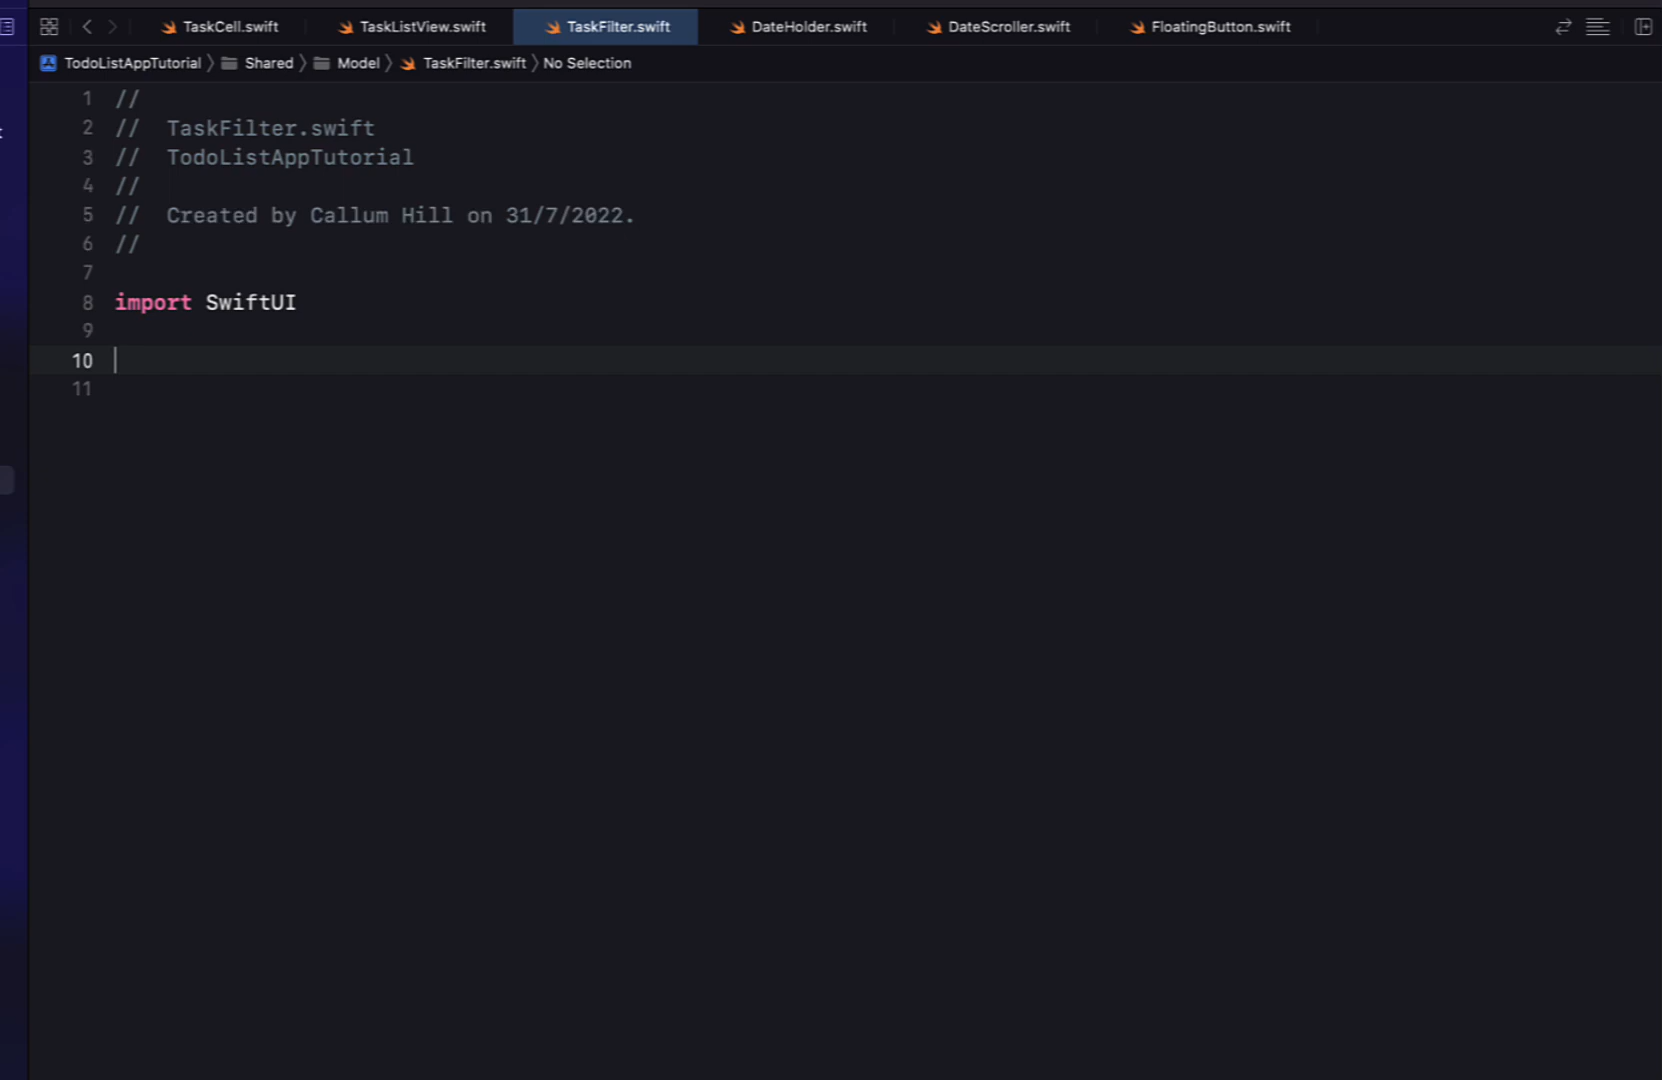 TaskCell.swift TaskListView.swift TaskFilter.swift DateHolder.swift DateScroller.swift FloatingButton.swift
TodoListAppTutorial Shared Model TaskFilter.swift No Selection
1 //
2 // TaskFilter.swift
3 // TodoListAppTutorial
4 //
5 // Created by Callum Hill on 31/7/2022.
6 //
7
8 import SwiftUI
9
10
11